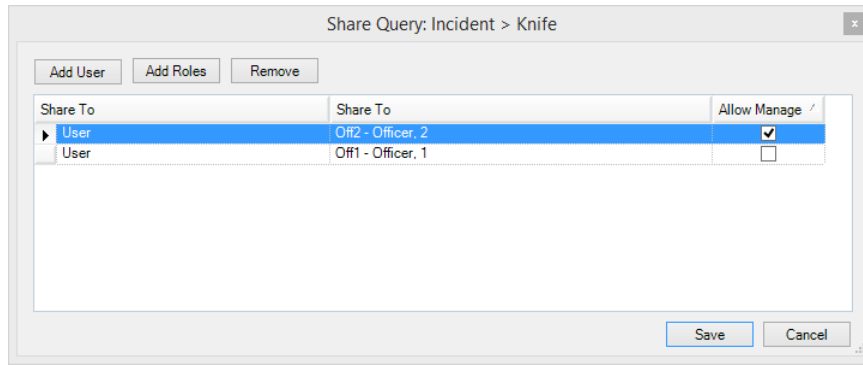 Share Query: Incident > Knife
x
Add User Add Roles Remove
Share To Share To Allow Manage
User Off2 - Officer, 2
User Off1 - Officer, 1
Save Cancel